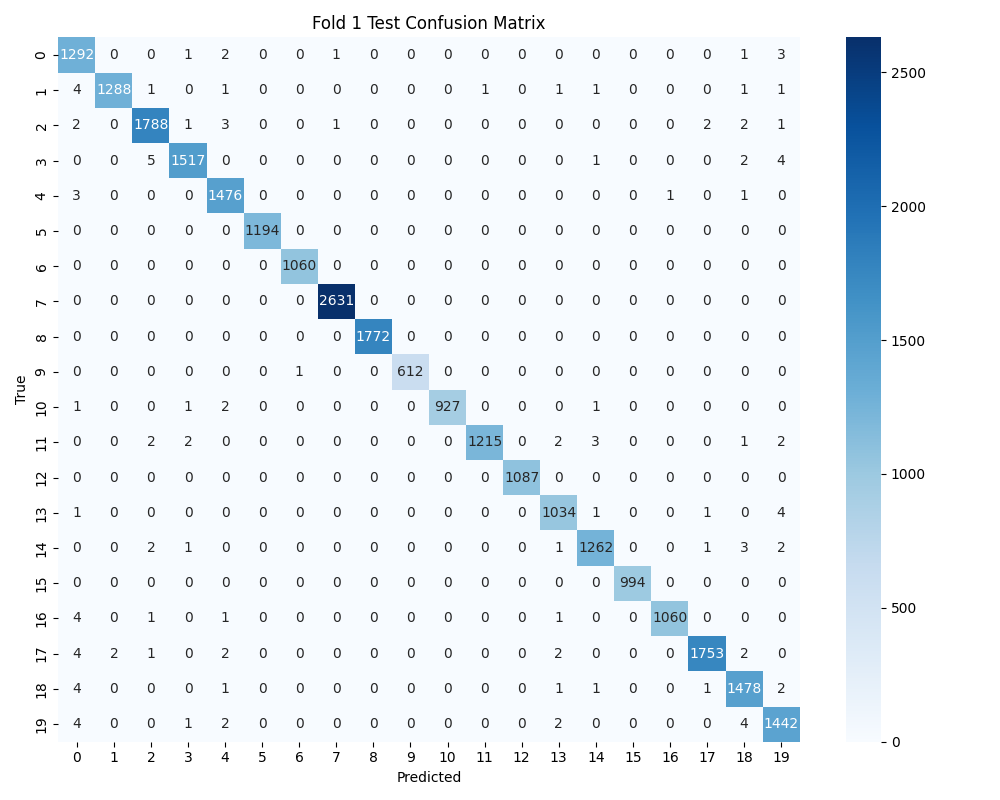 Fold 1 Test Confusion Matrix
0 1292 0 0 1 2 0 0 1 0 0 0 0 0 0 0 0 0 0 1 3
1 4 1288 1 0 1 0 0 0 0 0 0 1 0 1 1 0 0 0 1 1
2 2 0 1788 1 3 0 0 1 0 0 0 0 0 0 0 0 0 2 2 1
3 0 0 5 1517 0 0 0 0 0 0 0 0 0 0 1 0 0 0 2 4
4 3 0 0 0 1476 0 0 0 0 0 0 0 0 0 0 0 1 0 1 0
5 0 0 0 0 0 1194 0 0 0 0 0 0 0 0 0 0 0 0 0 0
6 0 0 0 0 0 0 1060 0 0 0 0 0 0 0 0 0 0 0 0 0
7 0 0 0 0 0 0 0 2631 0 0 0 0 0 0 0 0 0 0 0 0
8 0 0 0 0 0 0 0 0 1772 0 0 0 0 0 0 0 0 0 0 0
9 0 0 0 0 0 0 1 0 0 612 0 0 0 0 0 0 0 0 0 0
10 1 0 0 1 2 0 0 0 0 0 927 0 0 0 1 0 0 0 0 0
11 0 0 2 2 0 0 0 0 0 0 0 1215 0 2 3 0 0 0 1 2
12 0 0 0 0 0 0 0 0 0 0 0 0 1087 0 0 0 0 0 0 0
13 1 0 0 0 0 0 0 0 0 0 0 0 0 1034 1 0 0 1 0 4
14 0 0 2 1 0 0 0 0 0 0 0 0 0 1 1262 0 0 1 3 2
15 0 0 0 0 0 0 0 0 0 0 0 0 0 0 0 994 0 0 0 0
16 4 0 1 0 1 0 0 0 0 0 0 0 0 1 0 0 1060 0 0 0
17 4 2 1 0 2 0 0 0 0 0 0 0 0 2 0 0 0 1753 2 0
18 4 0 0 0 1 0 0 0 0 0 0 0 0 1 1 0 0 1 1478 2
19 4 0 0 1 2 0 0 0 0 0 0 0 0 2 0 0 0 0 4 1442
0 1 2 3 4 5 6 7 8 9 10 11 12 13 14 15 16 17 18 19
Predicted
True
2500
2000
1500
1000
500
0